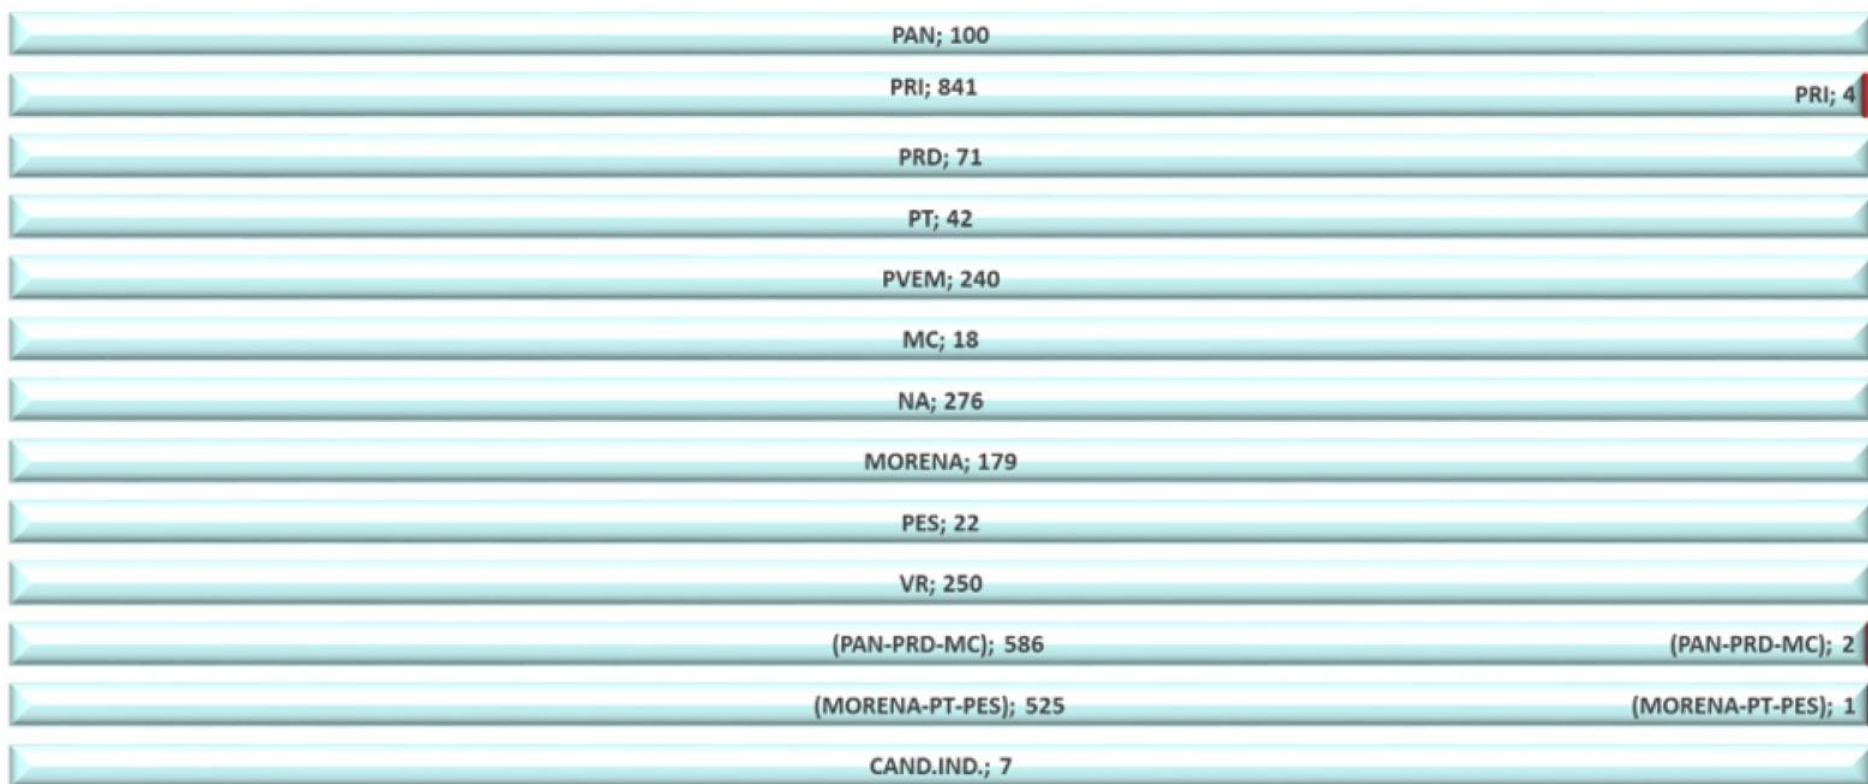 PAN; 100
PRI; 841 PRI; 4
PRD; 71
PT; 42
PVEM; 240
MC; 18
NA; 276
MORENA; 179
PES; 22
VR; 250
(PAN-PRD-MC); 586 (PAN-PRD-MC); 2
(MORENA-PT-PES); 525 (MORENA-PT-PES); 1
CAND.IND.; 7